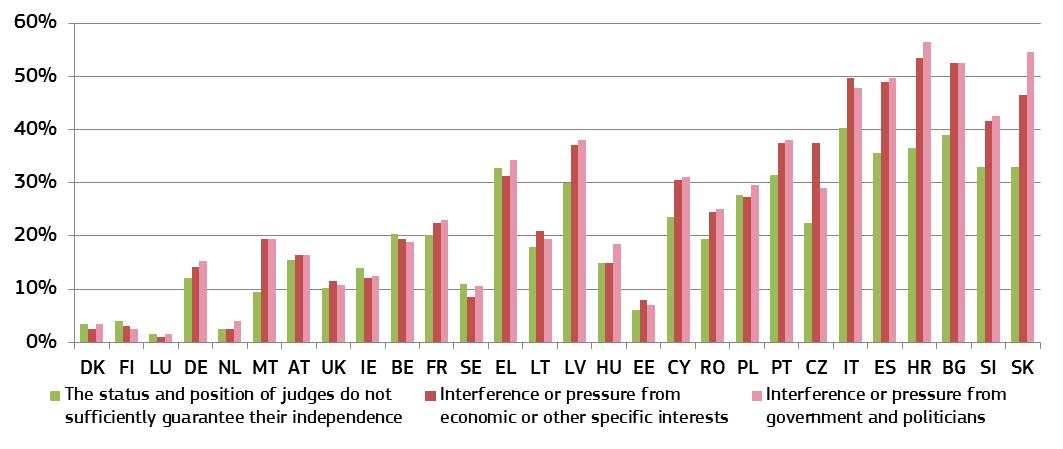 60%
50%
40%
30%
20%
10%
0%
DK FI LU DE NL MT AT UK IE BE FR SE EL LT LV HU EE CY RO PL PT CZ IT ES HR BG SI SK
The status and position of judges do not
sufficiently guarantee their independence
Interference or pressure from
economic or other specific interests
Interference or pressure from
government and politicians